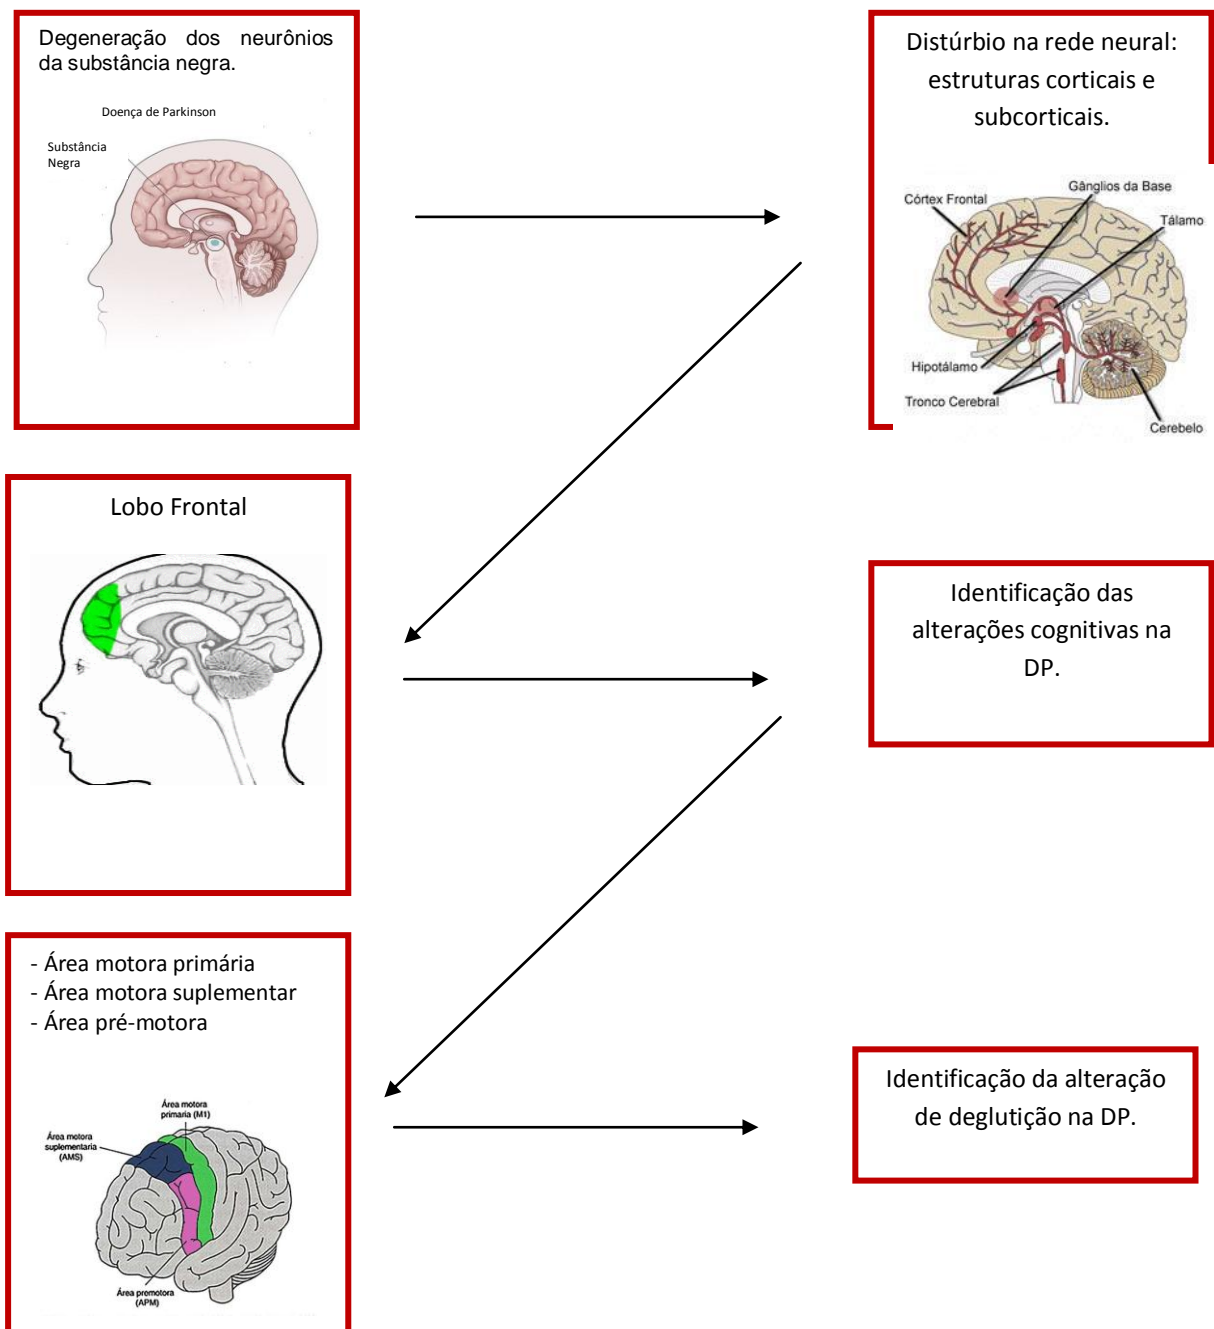 Degeneração dos neurônios
da substância negra.
Doença de Parkinson
Substância
Negra
Distúrbio na rede neural:
estruturas corticais e
subcorticais.
Gânglios da Base
Córtex Frontal
Tálamo
Hipotálamo
Tronco Cerebral
Cerebelo
Lobo Frontal
Identificação das
alterações cognitivas na
DP.
- Área motora primária
- Área motora suplementar
- Área pré-motora
Área motora
primaria (M1)
Área motora
suplementaria
(AMS)
Área premotora
(APM)
Identificação da alteração
de deglutição na DP.